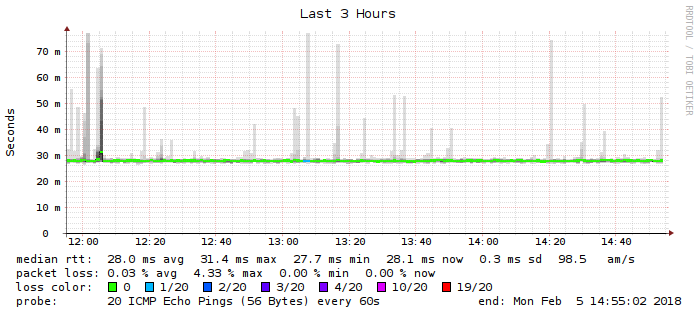 Last 3 Hours
RRDTOOL / TOBI OETIKER
Seconds
70 m
60 m
50 m
40 m
30 m
20 m
10 m
0
12:00 12:20 12:40 13:00 13:20 13:40 14:00 14:20 14:40
median rtt: 28.0 ms avg 31.4 ms max 27.7 ms min 28.1 ms now 0.3 ms sd 98.5 am/s
packet loss: 0.03 % avg 4.33 % max 0.00 % min 0.00 % now
loss color: 0 1/20 2/20 3/20 4/20 10/20 19/20
probe: 20 ICMP Echo Pings (56 Bytes) every 60s end: Mon Feb 5 14:55:02 2018